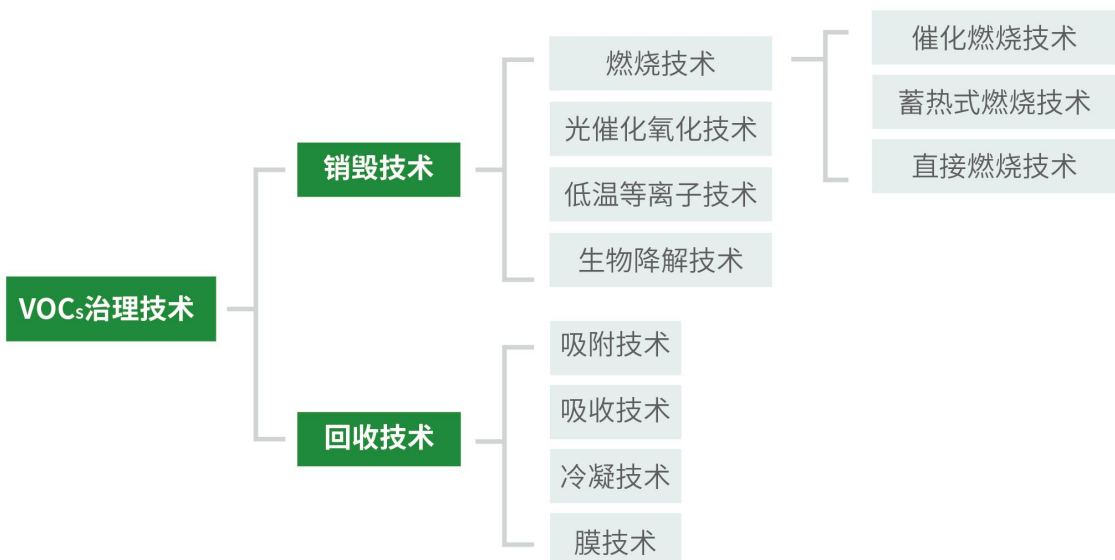 VOCs治理技术
销毁技术
燃烧技术
催化燃烧技术
蓄热式燃烧技术
直接燃烧技术
光催化氧化技术
低温等离子技术
生物降解技术
回收技术
吸附技术
吸收技术
冷凝技术
膜技术